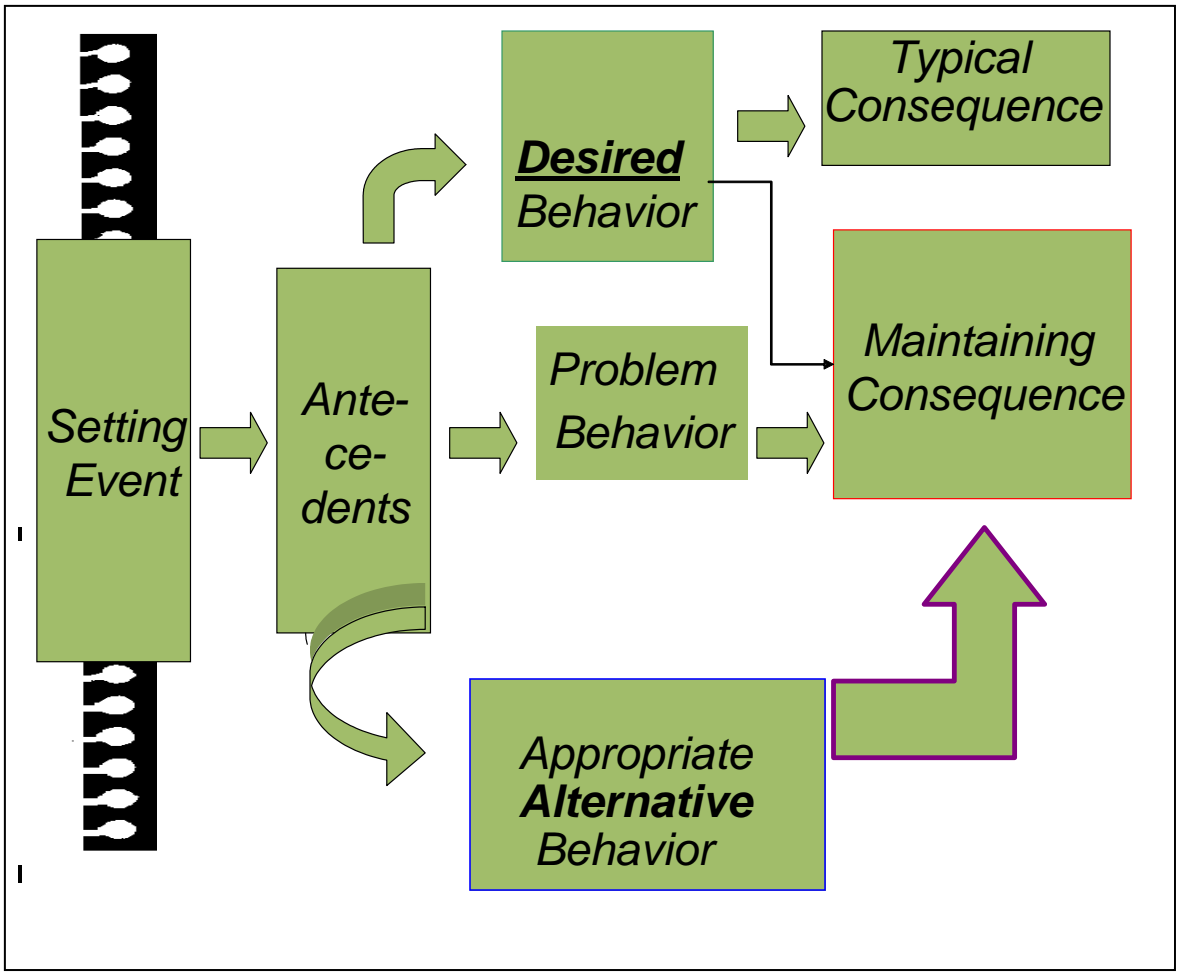 Setting
Event
Ante-
ce-
dents
Desired
Behavior
Typical
Consequence
Problem
Behavior
Maintaining
Consequence
Appropriate
Alternative
Behavior